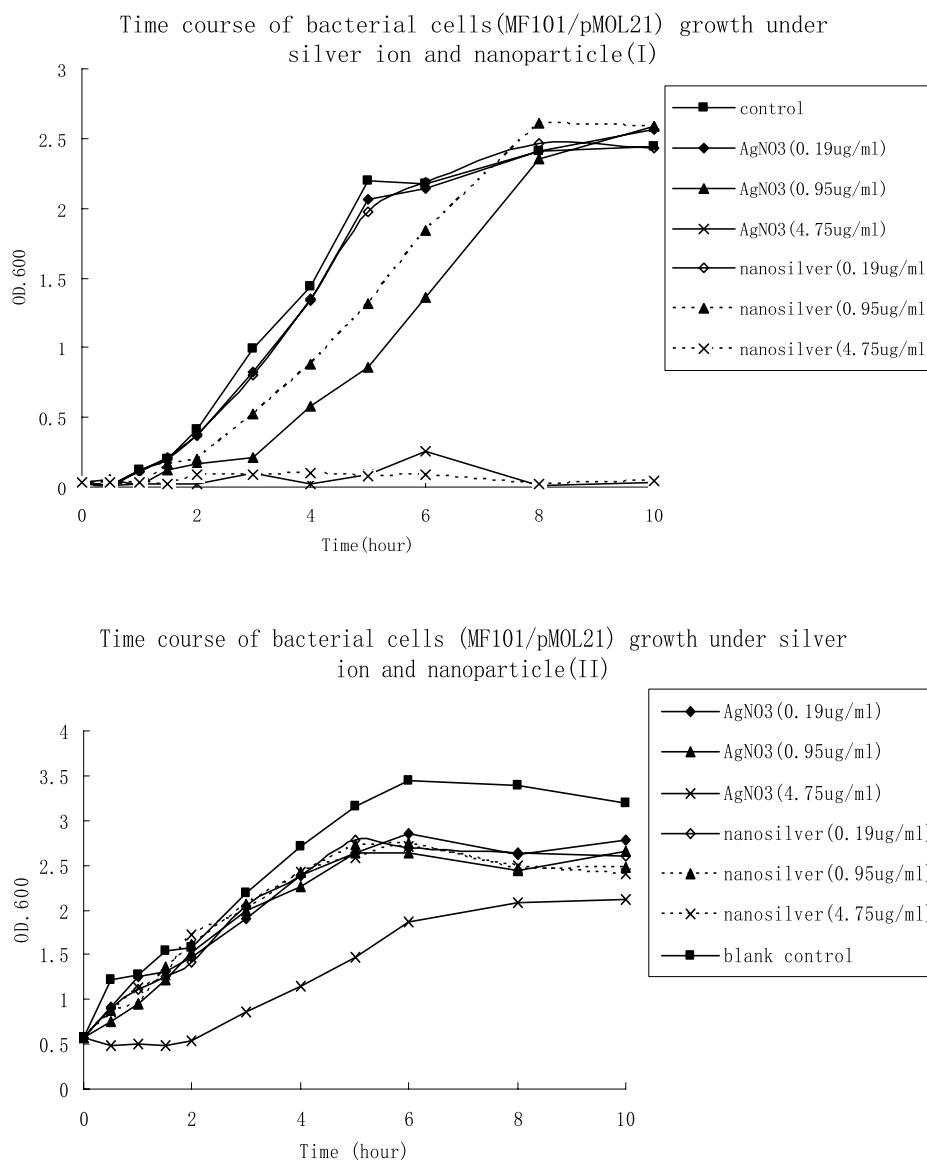 Time course of bacterial cells(MF101/pMOL21) growth under
silver ion and nanoparticle(I)
3
2.5
2
1.5
1
0.5
0
OD.600
0 2 4 6 8 10
Time(hour)
control
AgNO3(0.19ug/ml)
AgNO3(0.95ug/ml)
AgNO3(4.75ug/ml)
nanosilver(0.19ug/ml
nanosilver(0.95ug/ml
nanosilver(4.75ug/ml
Time course of bacterial cells (MF101/pMOL21) growth under silver
ion and nanoparticle(II)
4
3.5
3
2.5
2
1.5
1
0.5
0
OD.600
0 2 4 6 8 10
Time (hour)
AgNO3(0.19ug/ml)
AgNO3(0.95ug/ml)
AgNO3(4.75ug/ml)
nanosilver(0.19ug/ml)
nanosilver(0.95ug/ml)
nanosilver(4.75ug/ml)
blank control